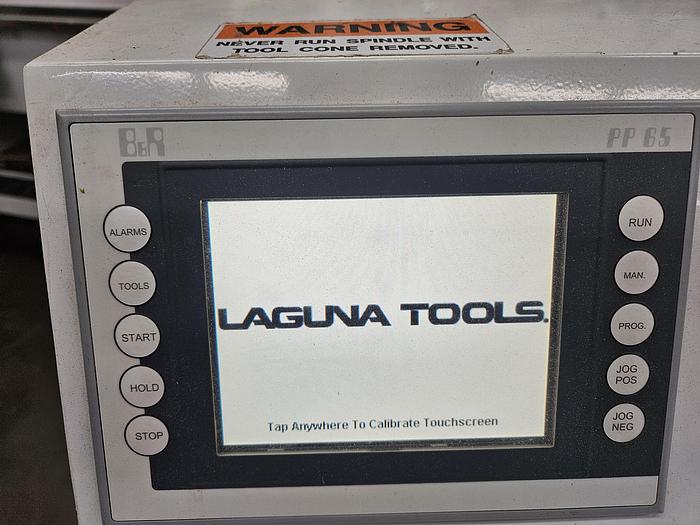 WARNING
NEVER RUN SPINDLE WITH
TOOL CONE REMOVED.
B&R
PP 65
ALARMS
TOOLS
START
HOLD
STOP
LAGUNA TOOLS.
Tap Anywhere To Calibrate Touchscreen
RUN
MAN.
PROG.
JOG
POS
JOG
NEG